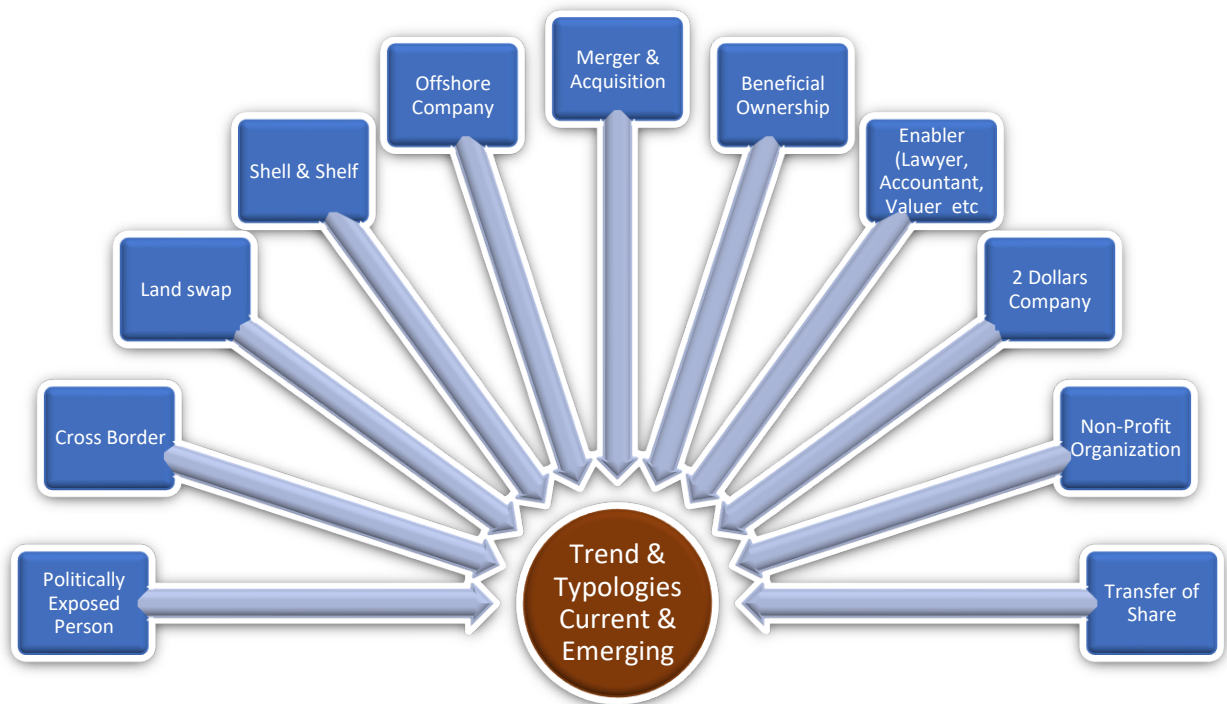 Merger &
Acquisition
Offshore
Company
Beneficial
Ownership
Shell & Shelf
Enabler
(Lawyer,
Accountant,
Valuer etc
Land swap
2 Dollars
Company
Cross Border
Non-Profit
Organization
Politically
Exposed
Person
Trend &
Typologies
Current &
Emerging
Transfer of
Share